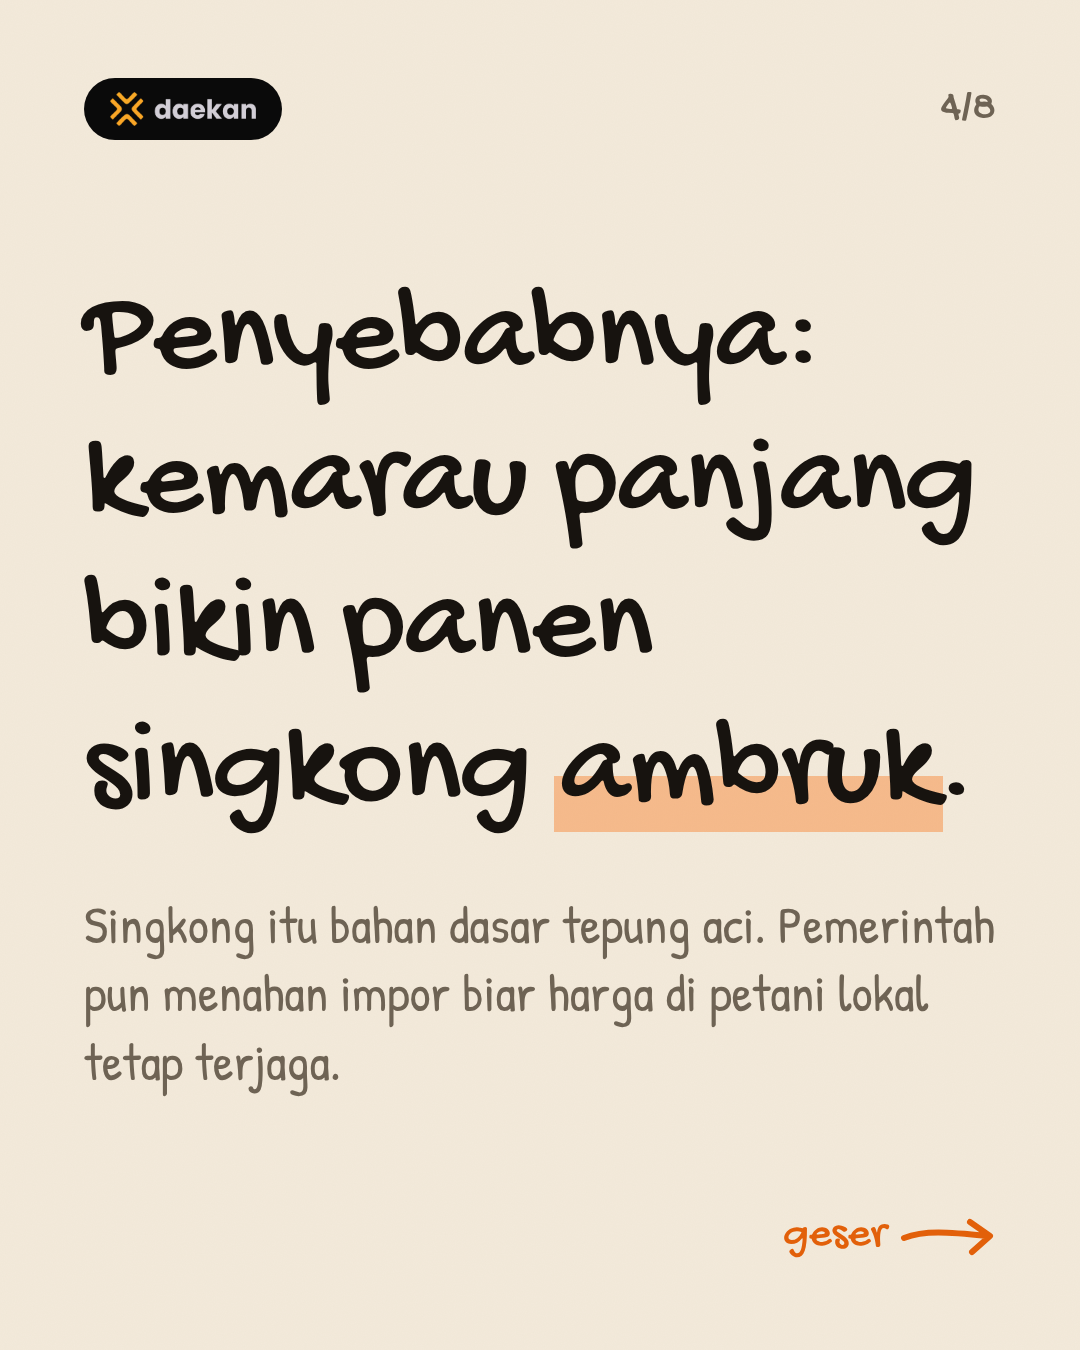 daekan
4/8
Penyebabnya:
kemarau panjang
bikin panen
singkong ambruk.
Singkong itu bahan dasar tepung aci. Pemerintah
pun menahan impor biar harga di petani lokal
tetap terjaga.
geser